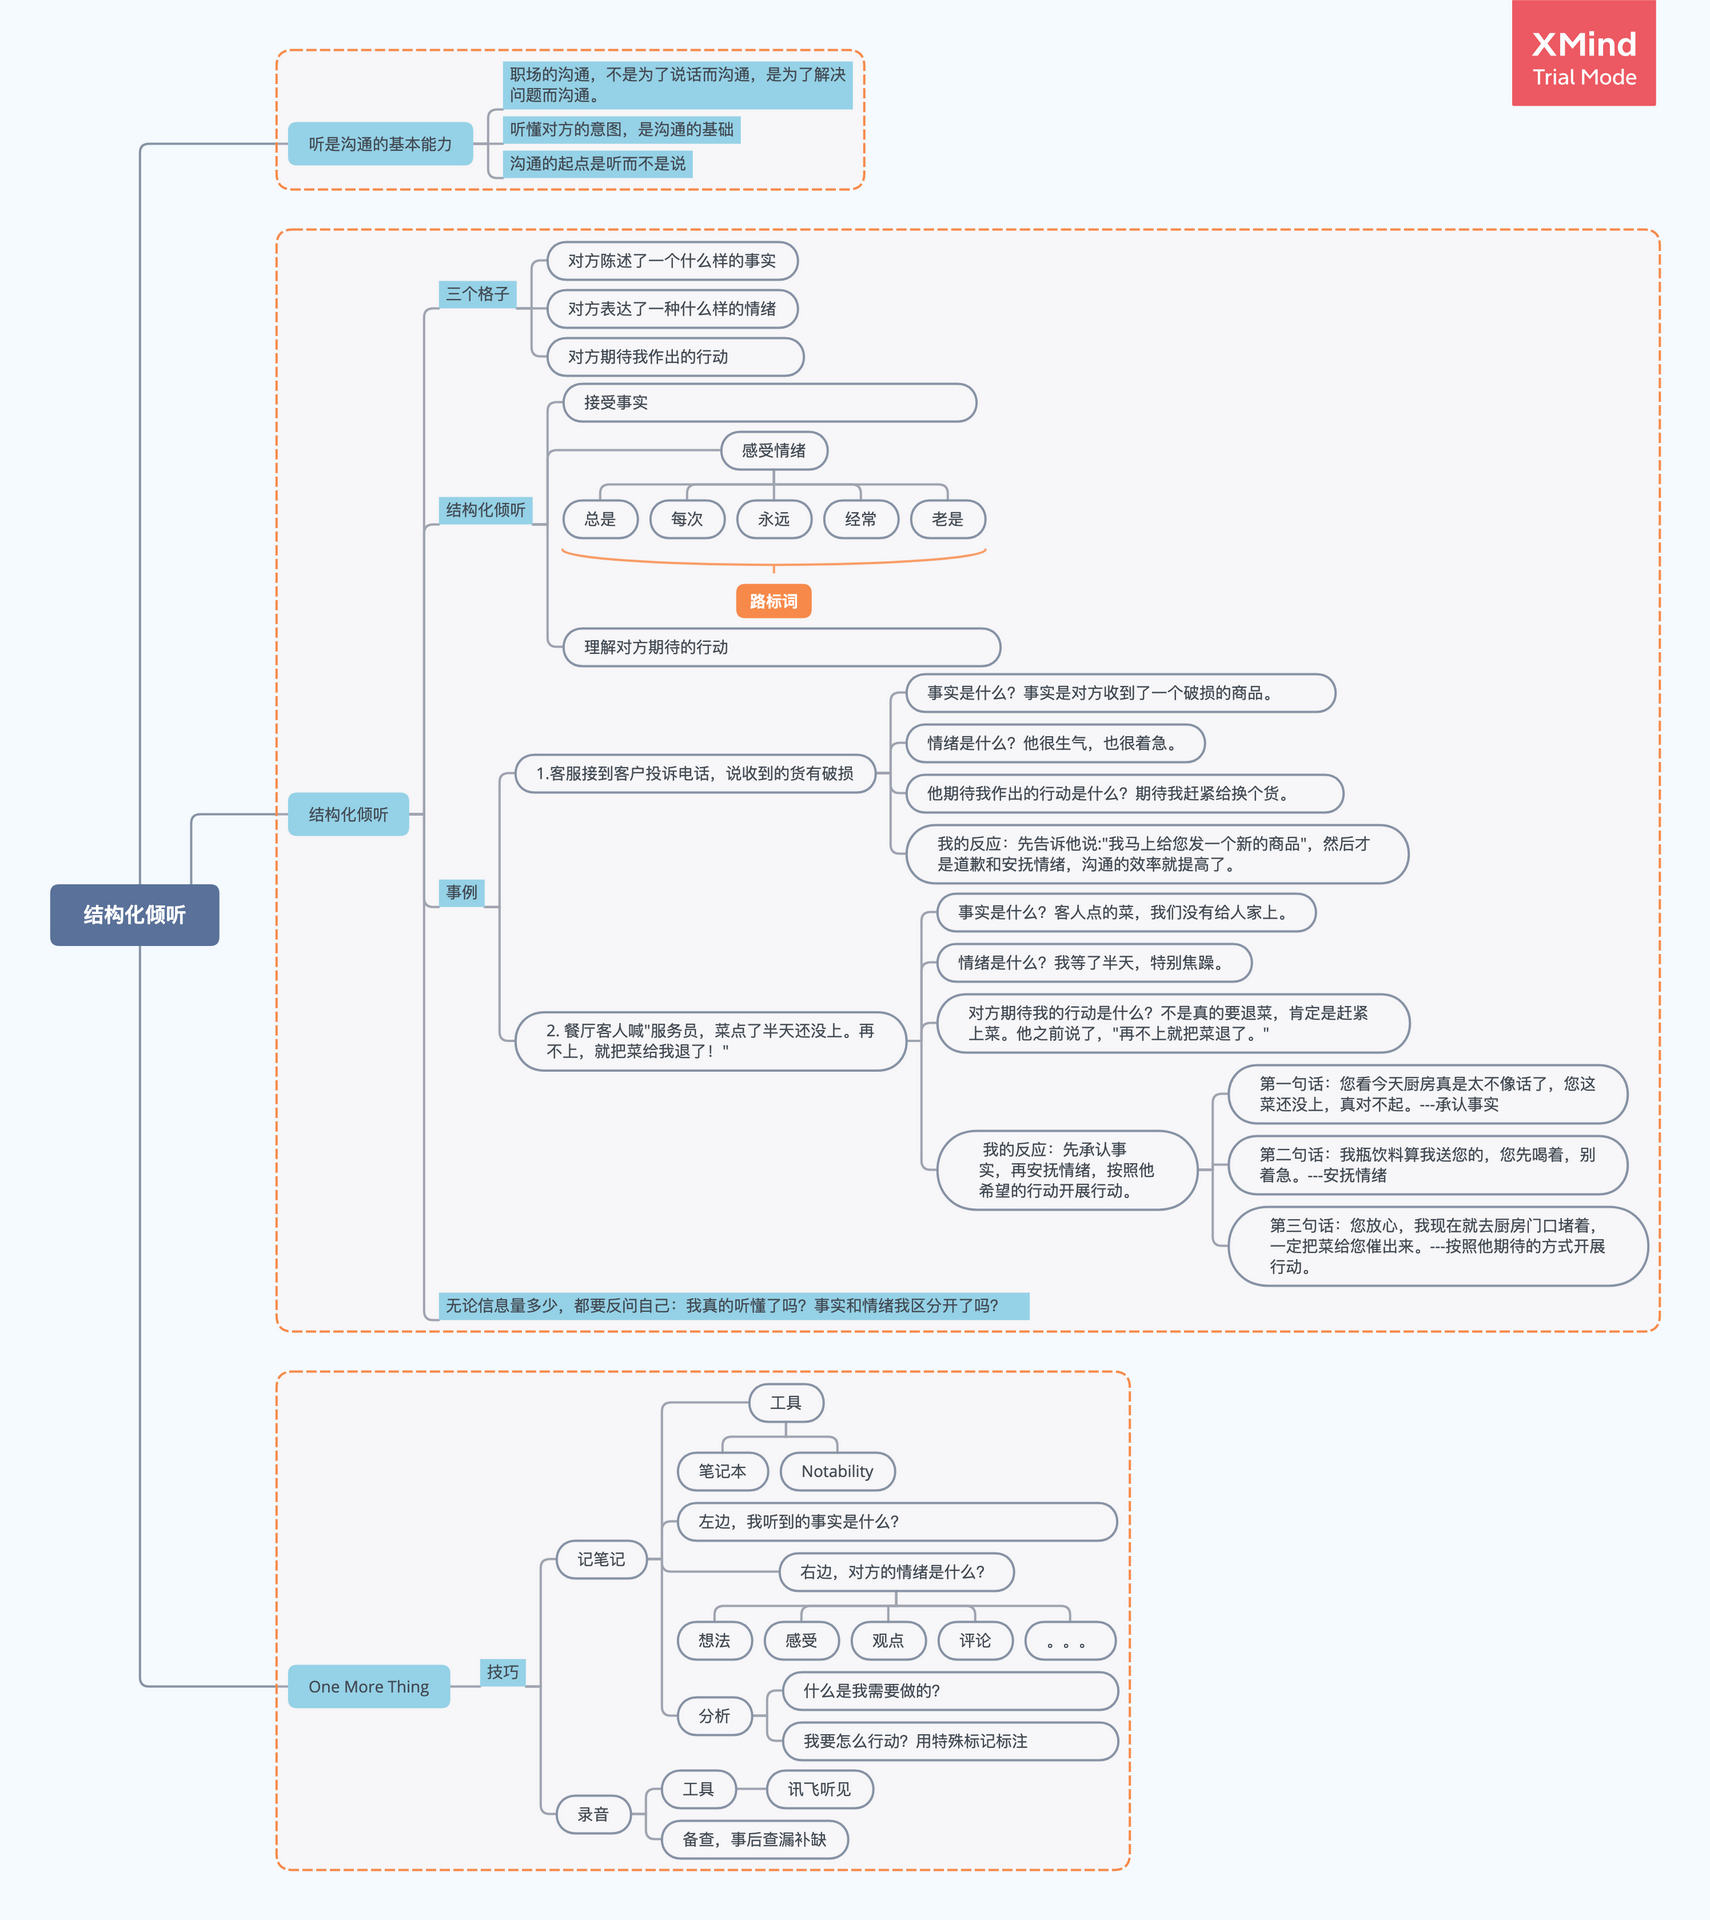 XMind
Trial Mode
职场的沟通，不是为了说话而沟通，是为了解决
问题而沟通。
听是沟通的基本能力
听懂对方的意图，是沟通的基础
沟通的起点是听而不是说
对方陈述了一个什么样的事实
三个格子
对方表达了一种什么样的情绪
对方期待我作出的行动
接受事实
感受情绪
结构化倾听
总是
每次
永远
经常
老是
路标词
理解对方期待的行动
事实是什么？事实是对方收到了一个破损的商品。
情绪是什么？他很生气，也很着急。
1.客服接到客户投诉电话，说收到的货有破损
他期待我作出的行动是什么？期待我赶紧给换个货。
结构化倾听
我的反应：先告诉他说:"我马上给您发一个新的商品"，然后才
是道歉和安抚情绪，沟通的效率就提高了。
事例
结构化倾听
事实是什么？客人点的菜，我们没有给人家上。
情绪是什么？我等了半天，特别焦躁。
2. 餐厅客人喊"服务员，菜点了半天还没上。再
不上，就把菜给我退了！"
对方期待我的行动是什么？不是真的要退菜，肯定是赶紧
上菜。他之前说了，"再不上就把菜退了。"
第一句话：您看今天厨房真是太不像话了，您这
菜还没上，真对不起。---承认事实
我的反应：先承认事
实，再安抚情绪，按照他
希望的行动开展行动。
第二句话：我瓶饮料算我送您的，您先喝着，别
着急。---安抚情绪
第三句话：您放心，我现在就去厨房门口堵着，
一定把菜给您催出来。---按照他期待的方式开展
行动。
无论信息量多少，都要反问自己：我真的听懂了吗？事实和情绪我区分开了吗？
工具
笔记本
Notability
左边，我听到的事实是什么？
记笔记
右边，对方的情绪是什么？
想法
感受
观点
评论
。。。
One More Thing
技巧
什么是我需要做的？
分析
我要怎么行动？用特殊标记标注
工具
讯飞听见
录音
备查，事后查漏补缺